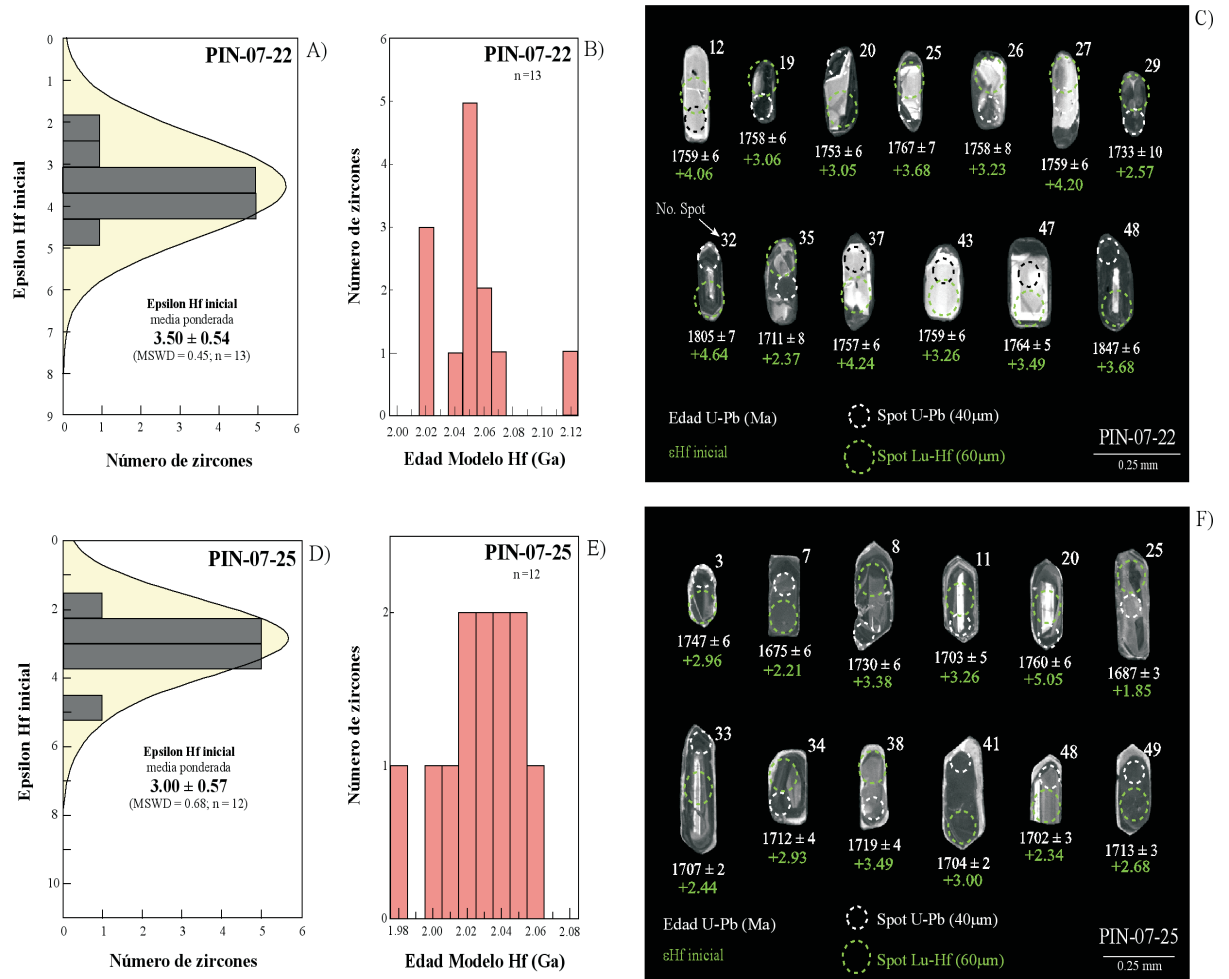 PIN-07-22
A)
0
1
2
3
4
5
6
7
8
9
Epsilon Hf inicial
Epsilon Hf inicial
media ponderada
3.50 ± 0.54
(MSWD = 0.45; n = 13)
0 1 2 3 4 5 6
Número de zircones
PIN-07-22
B)
n=13
6
5
4
3
2
1
0
Número de zircones
2.00 2.02 2.04 2.06 2.08 2.10 2.12
Edad Modelo Hf (Ga)
C)
12 19 20 25 26 27 29
1759 ± 6 1758 ± 6 1753 ± 6 1767 ± 7 1758 ± 8 1759 ± 6 1733 ± 10
+4.06 +3.06 +3.05 +3.68 +3.23 +4.20 +2.57
No. Spot
32 35 37 43 47 48
1805 ± 7 1711 ± 8 1757 ± 6 1759 ± 6 1764 ± 5 1847 ± 6
+4.64 +2.37 +4.24 +3.26 +3.49 +3.68
Edad U-Pb (Ma) Spot U-Pb (40µm)
εHf inicial Spot Lu-Hf (60µm)
PIN-07-22
0.25 mm
PIN-07-25
D)
0
2
4
6
8
10
Epsilon Hf inicial
Epsilon Hf inicial
media ponderada
3.00 ± 0.57
(MSWD = 0.68; n = 12)
0 1 2 3 4 5 6
Número de zircones
PIN-07-25
E)
n=12
2
1
0
Número de zircones
1.98 2.00 2.02 2.04 2.06 2.08
Edad Modelo Hf (Ga)
F)
3 7 8 11 20 25
1747 ± 6 1675 ± 6 1730 ± 6 1703 ± 5 1760 ± 6 1687 ± 3
+2.96 +2.21 +3.38 +3.26 +5.05 +1.85
33 34 38 41 48 49
1707 ± 2 1712 ± 4 1719 ± 4 1704 ± 2 1702 ± 3 1713 ± 3
+2.44 +2.93 +3.49 +3.00 +2.34 +2.68
Edad U-Pb (Ma) Spot U-Pb (40µm)
εHf inicial Spot Lu-Hf (60µm)
PIN-07-25
0.25 mm